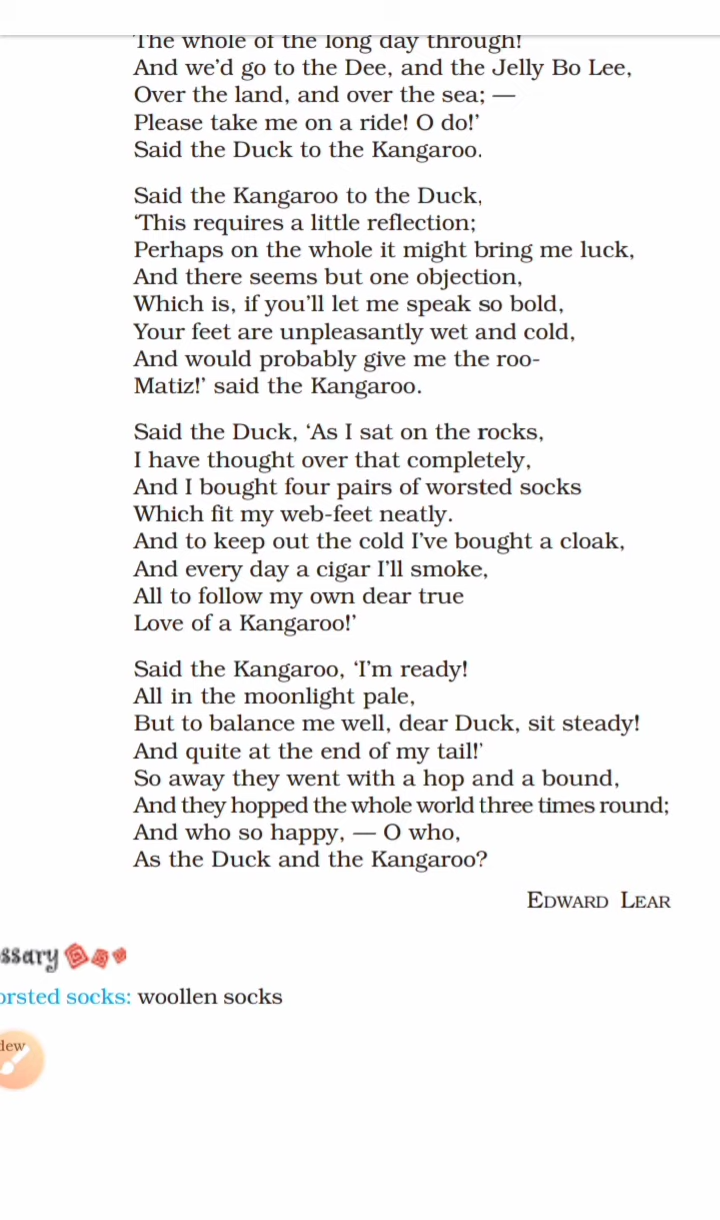 The whole of the long day through!
And we'd go to the Dee, and the Jelly Bo Lee,
Over the land, and over the sea; —
Please take me on a ride! O do!'
Said the Duck to the Kangaroo.
Said the Kangaroo to the Duck,
'This requires a little reflection;
Perhaps on the whole it might bring me luck,
And there seems but one objection,
Which is, if you'll let me speak so bold,
Your feet are unpleasantly wet and cold,
And would probably give me the roo-
Matiz!' said the Kangaroo.
Said the Duck, 'As I sat on the rocks,
I have thought over that completely,
And I bought four pairs of worsted socks
Which fit my web-feet neatly.
And to keep out the cold I've bought a cloak,
And every day a cigar I'll smoke,
All to follow my own dear true
Love of a Kangaroo!'
Said the Kangaroo, 'I'm ready!
All in the moonlight pale,
But to balance me well, dear Duck, sit steady!
And quite at the end of my tail!'
So away they went with a hop and a bound,
And they hopped the whole world three times round;
And who so happy, — O who,
As the Duck and the Kangaroo?
EDWARD LEAR
ssary
orsted socks: woollen socks